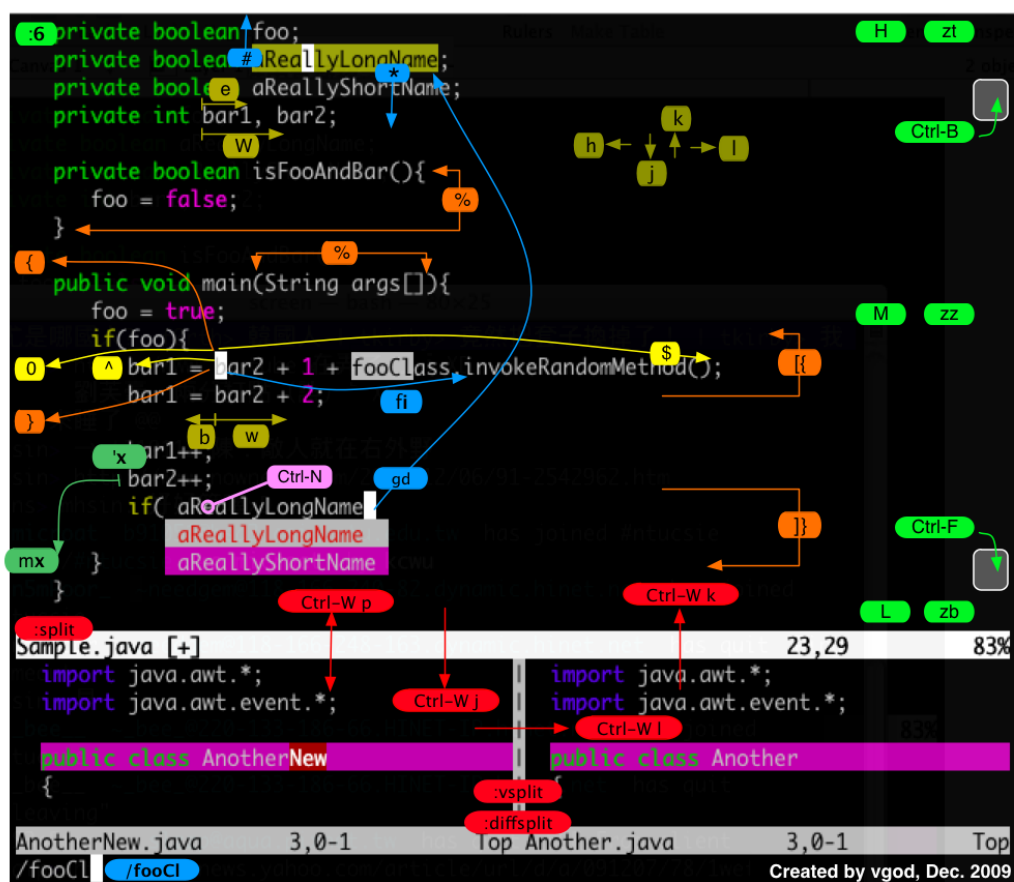 :6 private boolean foo; H zt
private boolean # aReallyLongName; *
private boolean e aReallyShortName;
private int bar1, bar2; k Ctrl-B
W h l
j
private boolean isFooAndBar(){
foo = false; %
}
{ %
public void main(String args[]){
foo = true; M zz
if(foo){
0 ^ bar1 = bar2 + 1 + fooClass.invokeRandomMethod(); $ [{
bar1 = bar2 + 2; fi
} b w
'x bar1++;
bar2++; Ctrl-N gd
if( aReallyLongName
aReallyLongName ]} Ctrl-F
mx } aReallyShortName
}
Ctrl-W p Ctrl-W k L zb
:split
Sample.java [+] 23,29 83%
import java.awt.*; import java.awt.*;
import java.awt.event.*; Ctrl-W j import java.awt.event.*;
Ctrl-W l
public class AnotherNew public class Another
{ {
:vsplit
:diffsplit
AnotherNew.java 3,0-1 Top Another.java 3,0-1 Top
/fooCl /fooCl Created by vgod, Dec. 2009